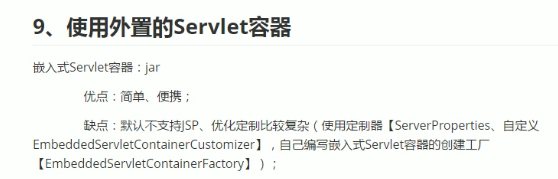 9、使用外置的Servlet容器
嵌入式Servlet容器：jar
优点：简单、便携；
缺点：默认不支持JSP、优化定制比较复杂（使用定制器【ServerProperties、自定义
EmbeddedServletContainerCustomizer】，自己编写嵌入式Servlet容器的创建工厂
【EmbeddedServletContainerFactory】）；